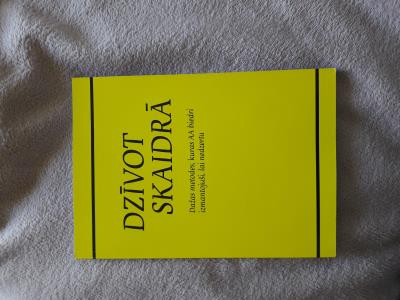 DZĪVOT
SKAIDRĀ
Dažas metodes, kuras AA biedri
izmantojuši, lai nedzertu